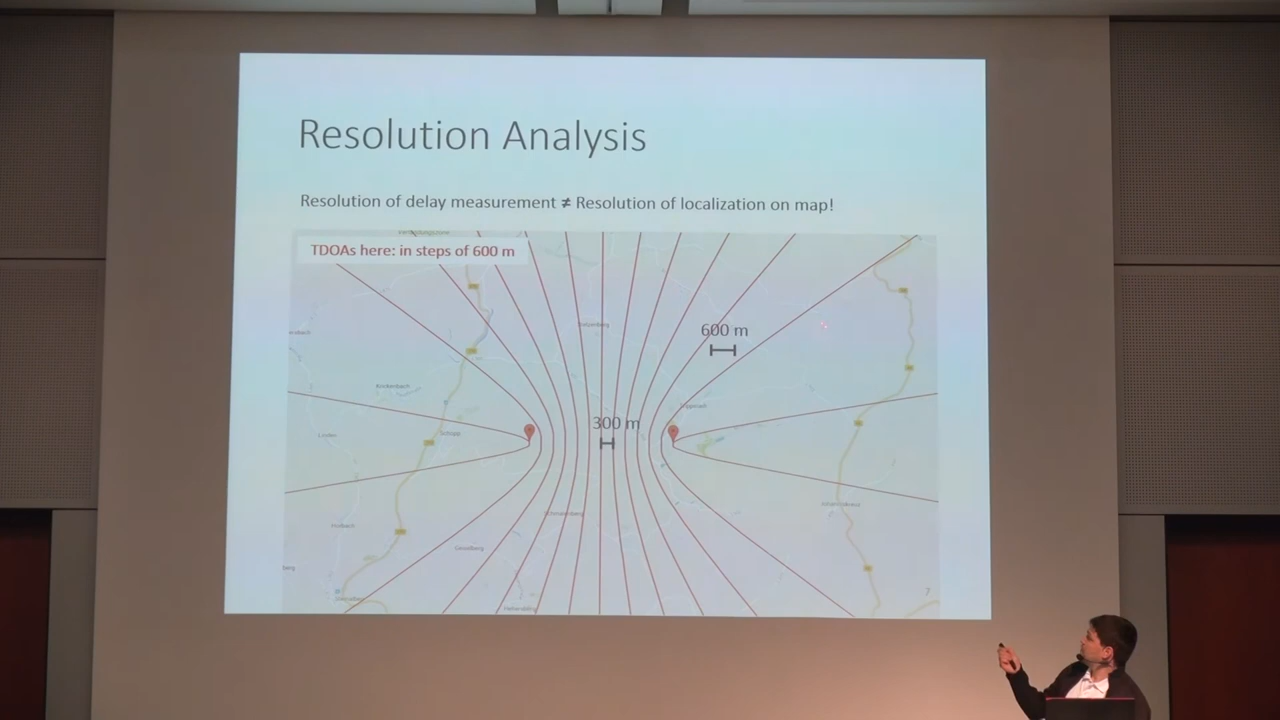 Resolution Analysis
Resolution of delay measurement ≠ Resolution of localization on map!
TDOAs here: in steps of 600 m
600 m
300 m
7